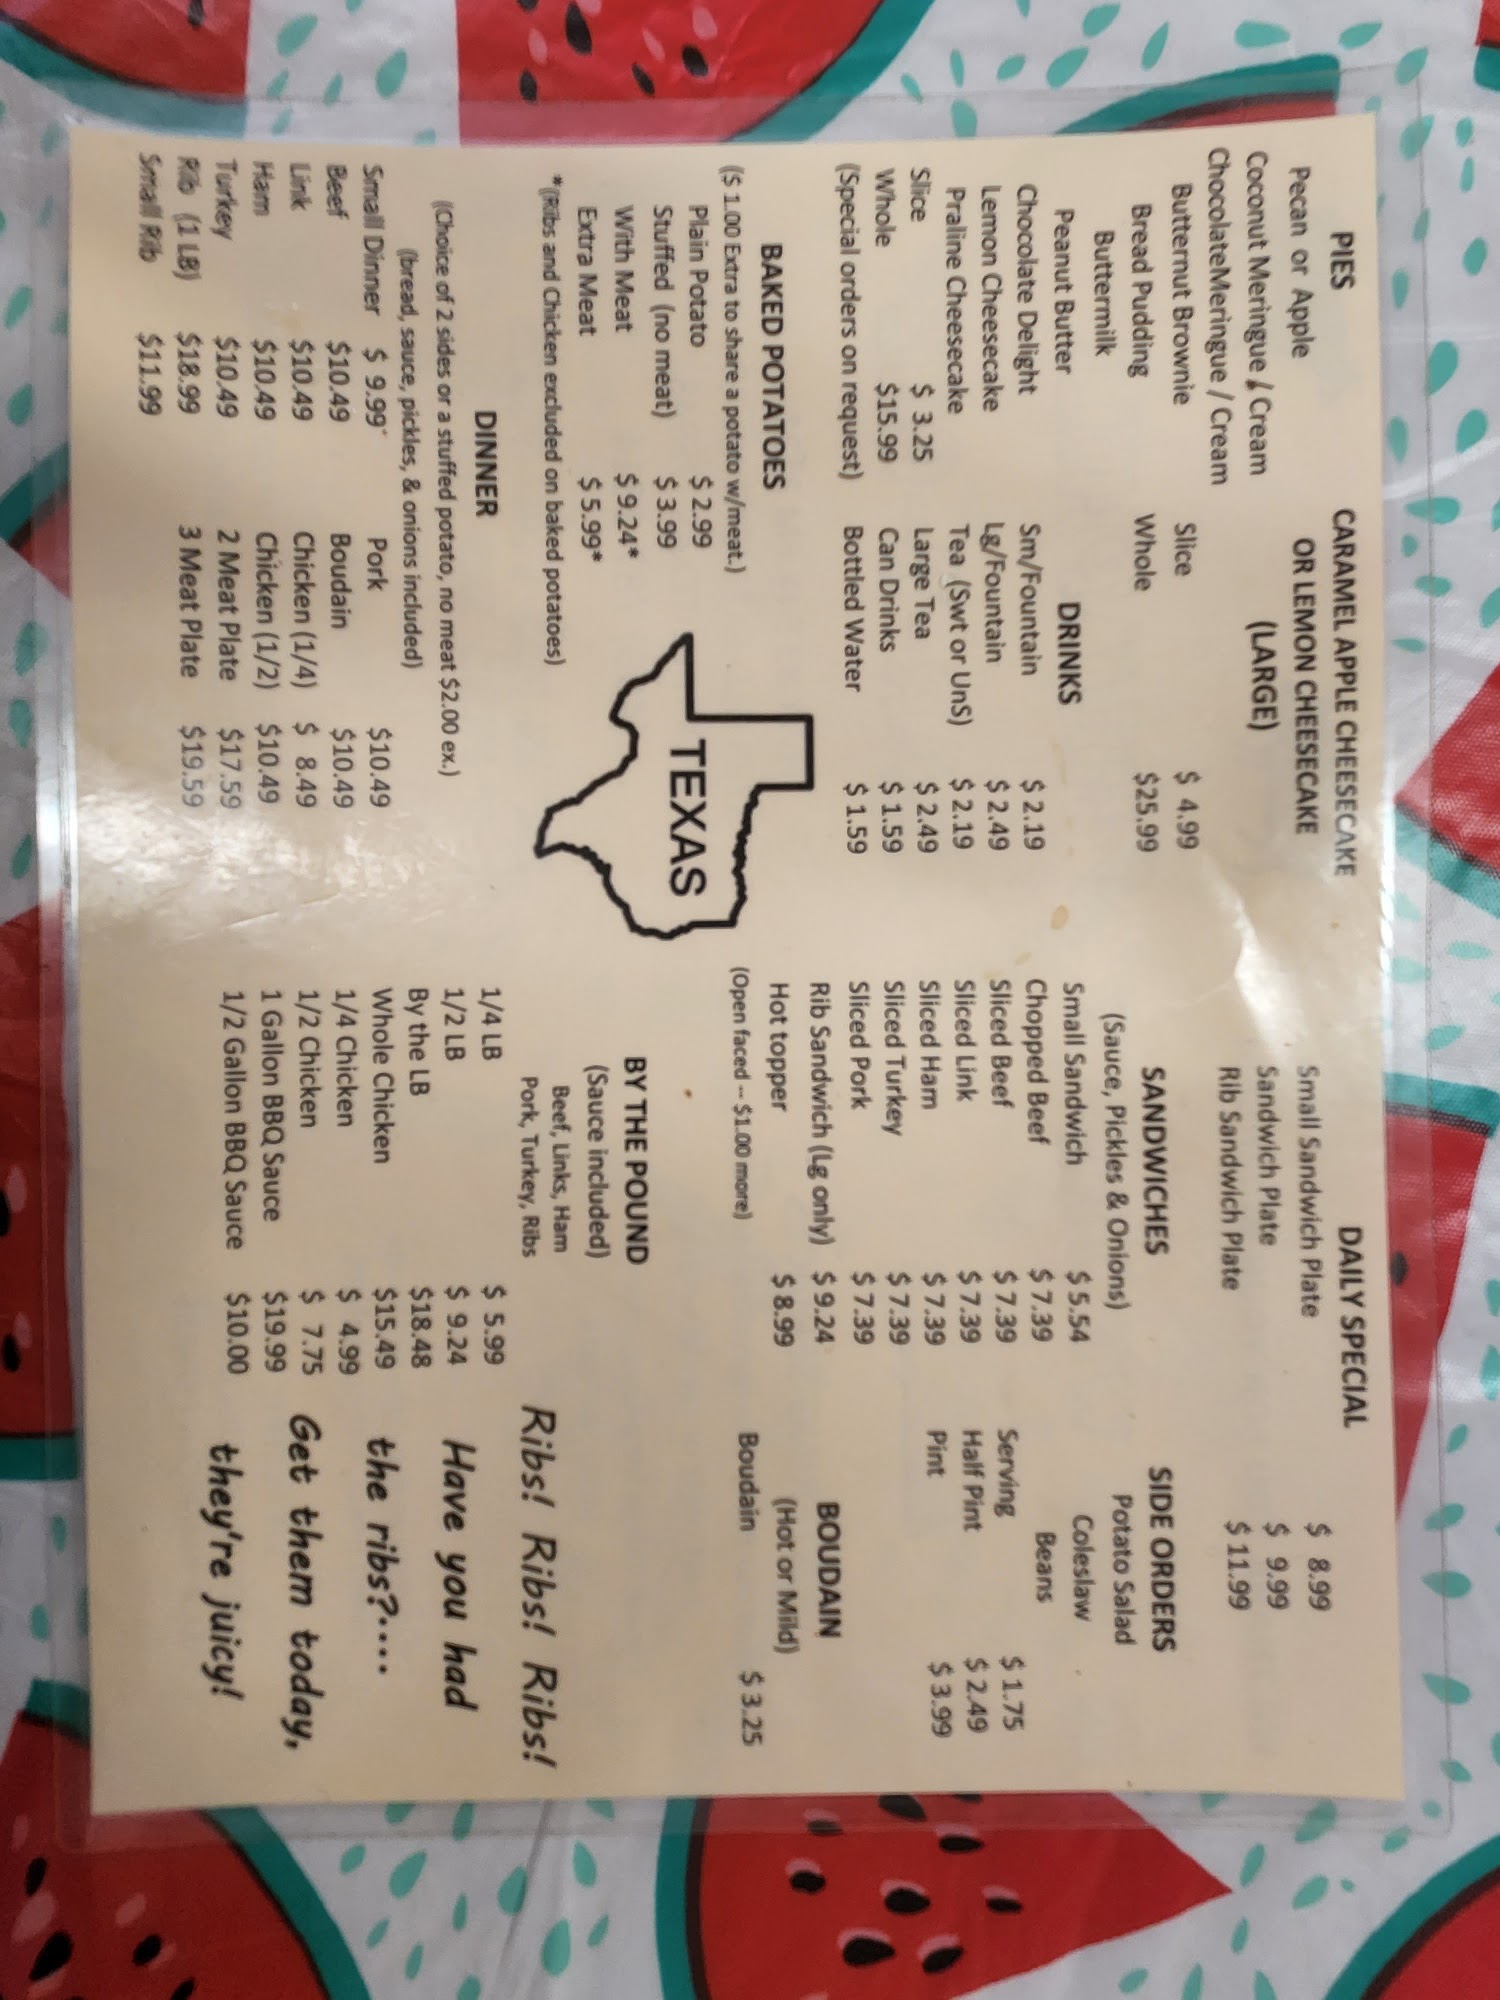 PIES
Pecan or Apple
Coconut Meringue / Cream
ChocolateMeringue / Cream
Butternut Brownie
Bread Pudding
Buttermilk
Peanut Butter
Chocolate Delight
Lemon Cheesecake
Praline Cheesecake
Slice $ 3.25
Whole $15.99
(Special orders on request)
CARAMEL APPLE CHEESECAKE
OR LEMON CHEESECAKE
(LARGE)
Slice $ 4.99
Whole $25.99
DRINKS
Sm/Fountain $ 2.19
Lg/Fountain $ 2.49
Tea (Swt or UnS) $ 2.19
Large Tea $ 2.49
Can Drinks $ 1.59
Bottled Water $ 1.59
BAKED POTATOES
($ 1.00 Extra to share a potato w/meat.)
Plain Potato $ 2.99
Stuffed (no meat) $ 3.99
With Meat $ 9.24*
Extra Meat $ 5.99*
*(Ribs and Chicken excluded on baked potatoes)
TEXAS
DINNER
(Choice of 2 sides or a stuffed potato, no meat $2.00 ex.)
(bread, sauce, pickles, & onions included)
Small Dinner $ 9.99
Beef $10.49
Link $10.49
Ham $10.49
Turkey $10.49
Rib (1 LB) $18.99
Small Rib $11.99
Pork $10.49
Boudain $10.49
Chicken (1/4) $ 8.49
Chicken (1/2) $10.49
2 Meat Plate $17.59
3 Meat Plate $19.59
DAILY SPECIAL
Small Sandwich Plate $ 8.99
Sandwich Plate $ 9.99
Rib Sandwich Plate $ 11.99
SANDWICHES
(Sauce, Pickles & Onions)
Small Sandwich $ 5.54
Chopped Beef $ 7.39
Sliced Beef $ 7.39
Sliced Link $ 7.39
Sliced Ham $ 7.39
Sliced Turkey $ 7.39
Sliced Pork $ 7.39
Rib Sandwich (Lg only) $ 9.24
Hot topper $ 8.99
(Open faced -- $1.00 more)
SIDE ORDERS
Potato Salad
Coleslaw
Beans
Serving $ 1.75
Half Pint $ 2.49
Pint $ 3.99
BOUDAIN
(Hot or Mild)
Boudain $ 3.25
BY THE POUND
(Sauce included)
Beef, Links, Ham
Pork, Turkey, Ribs
1/4 LB $ 5.99
1/2 LB $ 9.24
By the LB $18.48
Whole Chicken $15.49
1/4 Chicken $ 4.99
1/2 Chicken $ 7.75
1 Gallon BBQ Sauce $19.99
1/2 Gallon BBQ Sauce $10.00
Ribs! Ribs! Ribs!
Have you had
the ribs?....
Get them today,
they're juicy!